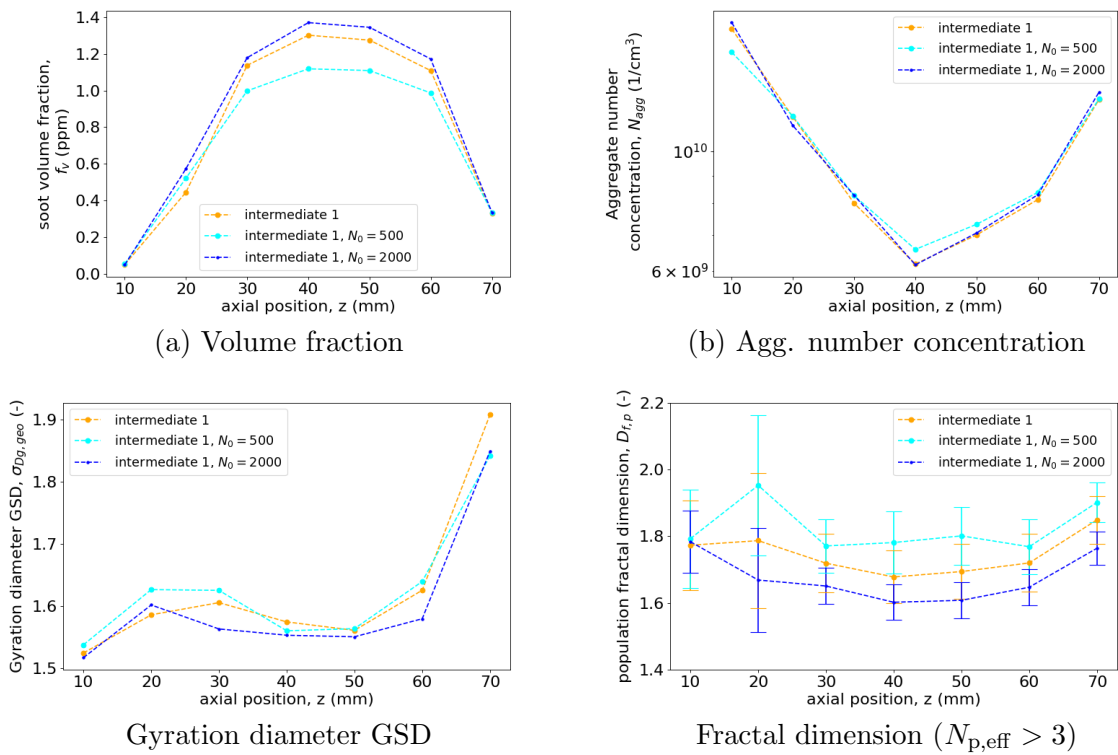 1.4
1.2
1.0
0.8
0.6
0.4
0.2
0.0
soot volume fraction,
f_v (ppm)
intermediate 1
intermediate 1, N_0 = 500
intermediate 1, N_0 = 2000
10 20 30 40 50 60 70
axial position, z (mm)
(a) Volume fraction
10^10
6 × 10^9
Aggregate number
concentration, N_agg (1/cm^3)
intermediate 1
intermediate 1, N_0 = 500
intermediate 1, N_0 = 2000
10 20 30 40 50 60 70
axial position, z (mm)
(b) Agg. number concentration
1.9
1.8
1.7
1.6
1.5
Gyration diameter GSD, σ_Dg,geo (-)
intermediate 1
intermediate 1, N_0 = 500
intermediate 1, N_0 = 2000
10 20 30 40 50 60 70
axial position, z (mm)
Gyration diameter GSD
2.2
2.0
1.8
1.6
1.4
population fractal dimension, D_f,p (-)
intermediate 1
intermediate 1, N_0 = 500
intermediate 1, N_0 = 2000
10 20 30 40 50 60 70
axial position, z (mm)
Fractal dimension (N_p,eff > 3)